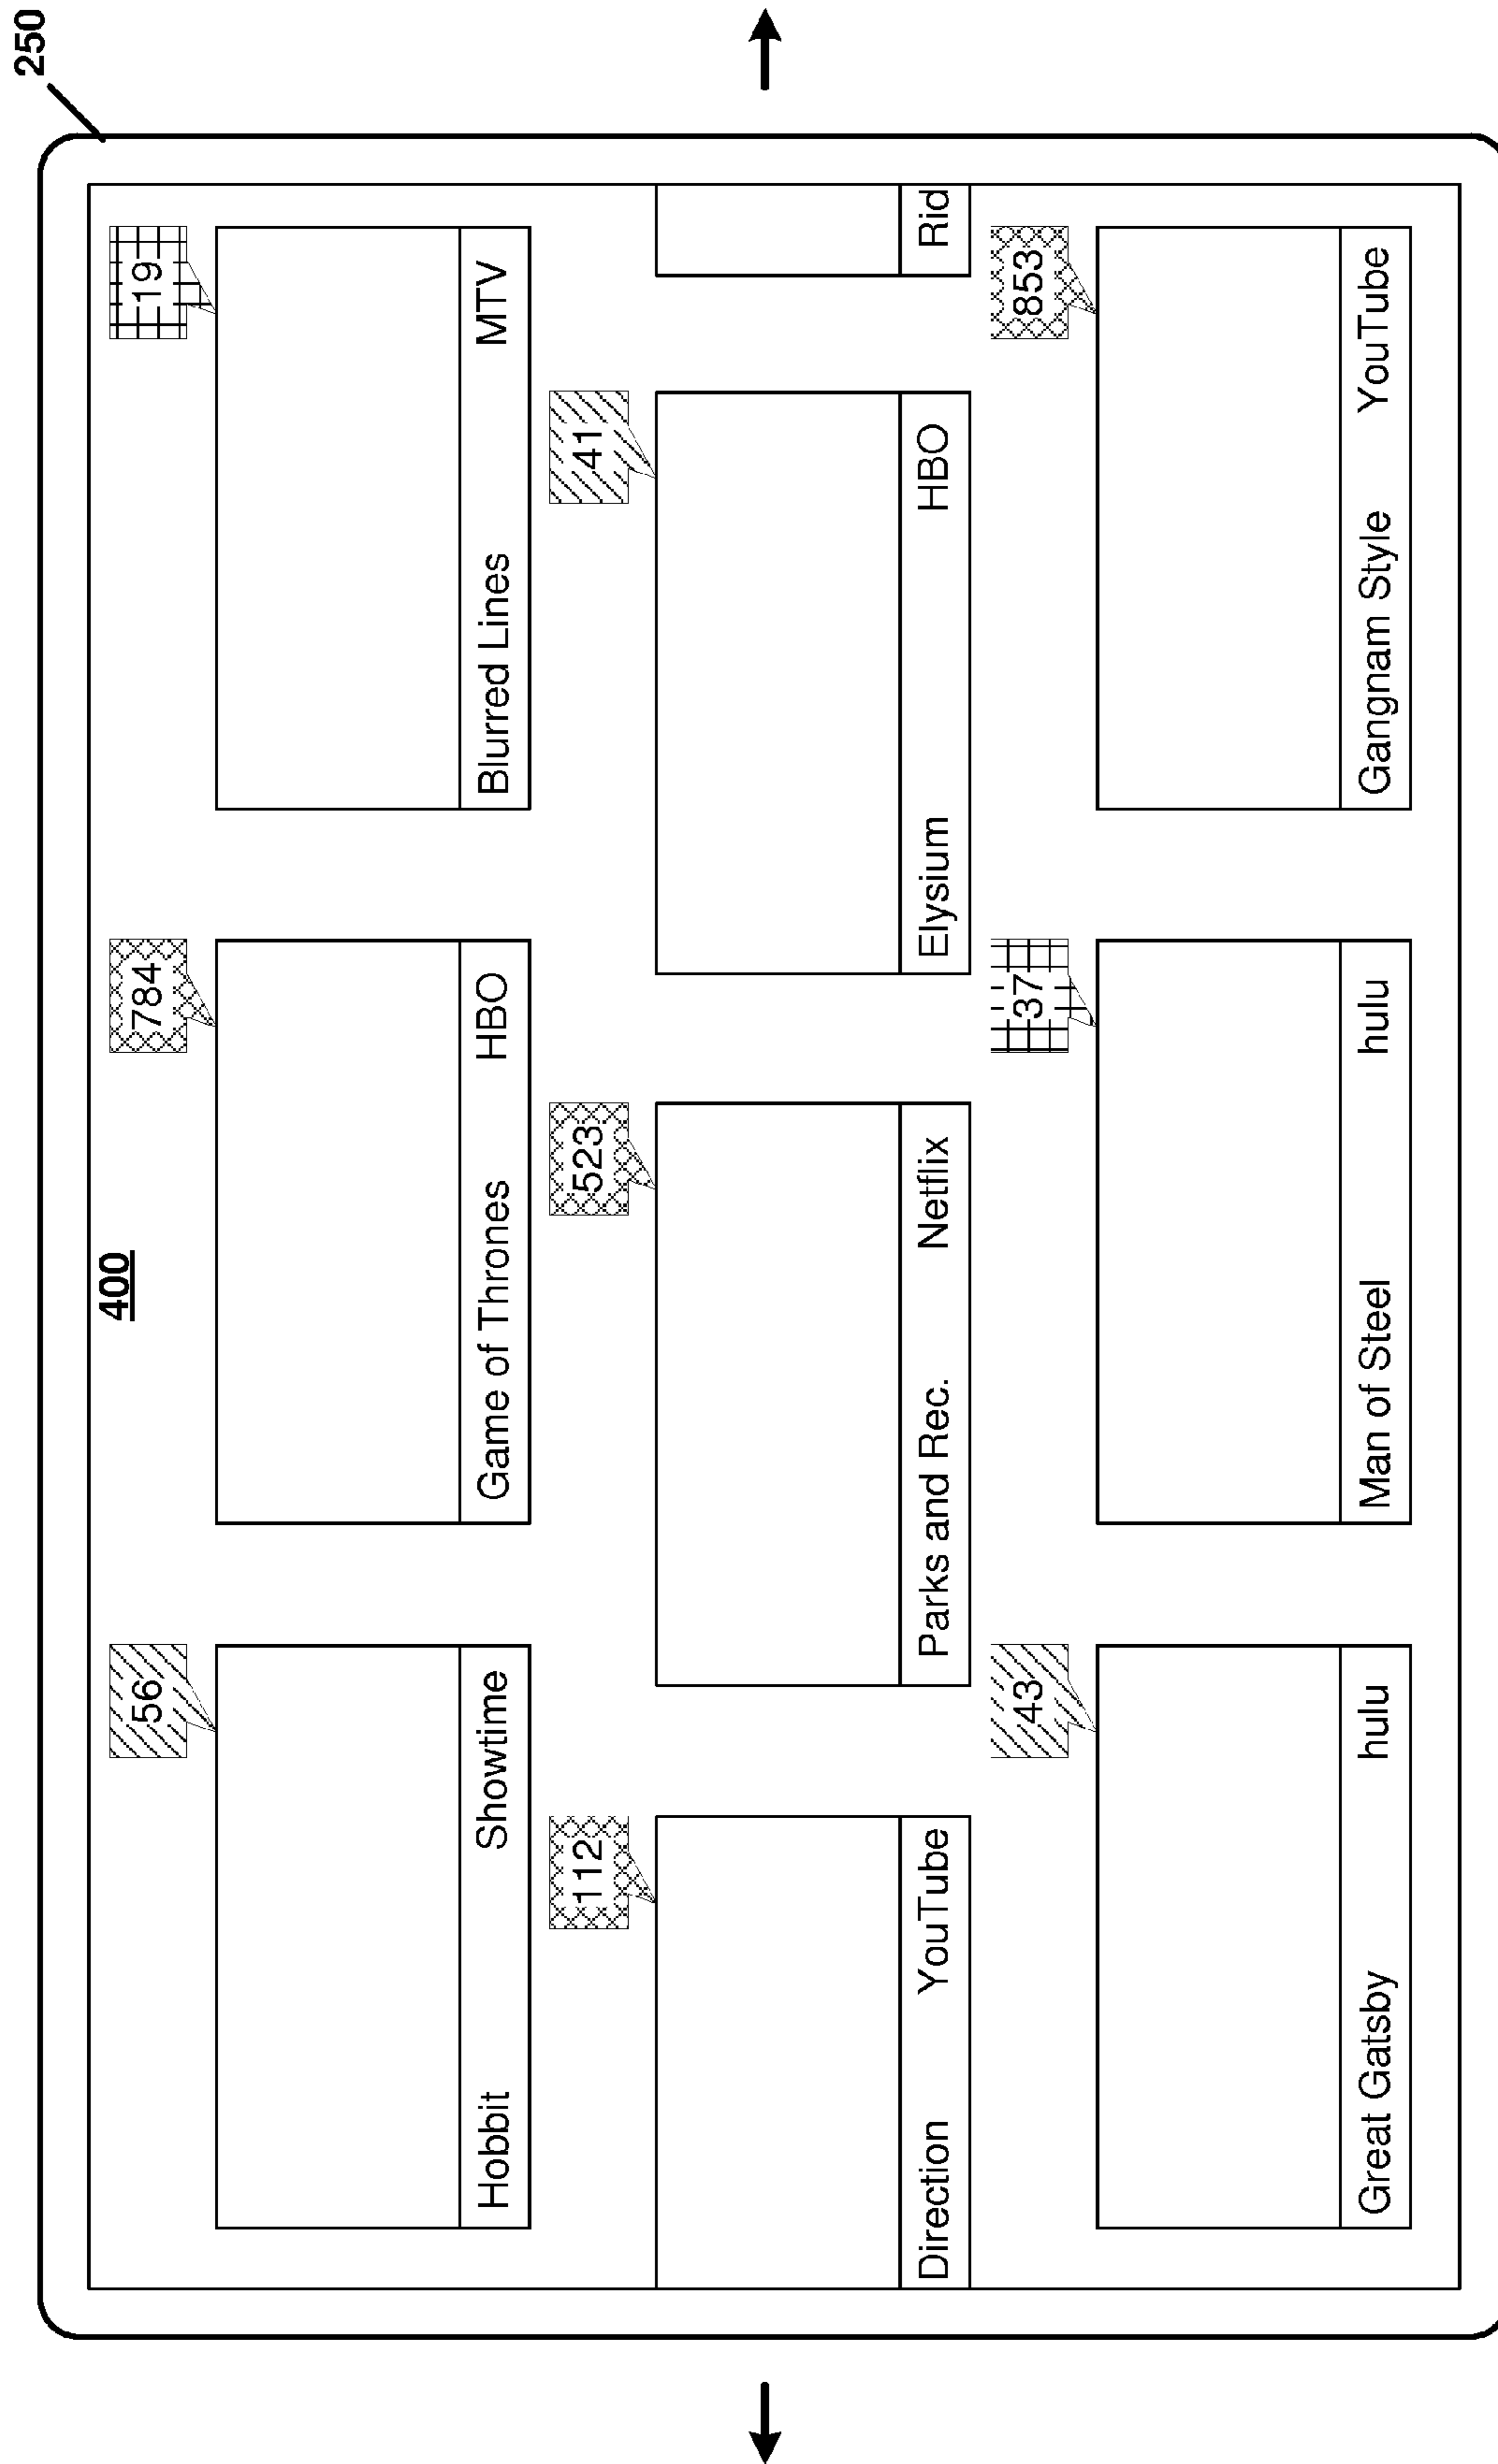 250
400
56
784
19
Hobbit Showtime
Game of Thrones HBO
Blurred Lines MTV
112
523
41
Direction YouTube
Parks and Rec. Netflix
Elysium HBO
Rid
43
37
853
Great Gatsby hulu
Man of Steel hulu
Gangnam Style YouTube